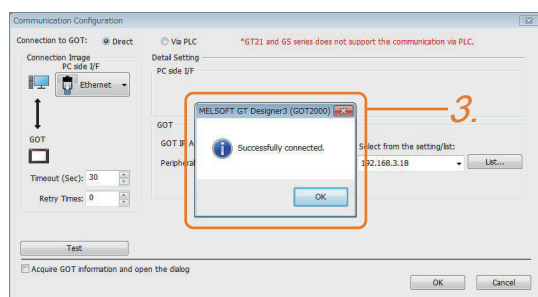 Communication Configuration
Connection to GOT: Direct Via PLC *GT21 and GS series does not support the communication via PLC.
Connection Image
PC side I/F
Ethernet
GOT
Timeout (Sec): 30
Retry Times: 0
Test
Detail Setting
PC side I/F
MELSOFT GT Designer3 (GOT2000)
Successfully connected.
OK
3.
GOT
GOT IP A
Select from the setting/list:
Peripheral
192.168.3.18 List...
Acquire GOT information and open the dialog
OK Cancel